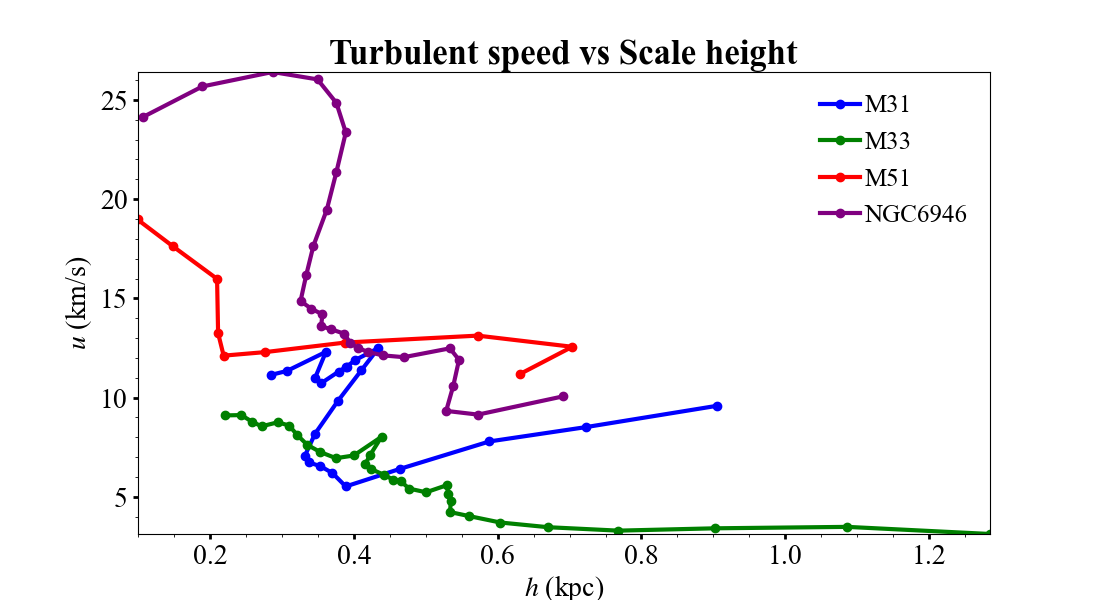 Turbulent speed vs Scale height
M31
M33
M51
NGC6946
25
20
15
10
5
u (km/s)
0.2 0.4 0.6 0.8 1.0 1.2
h (kpc)